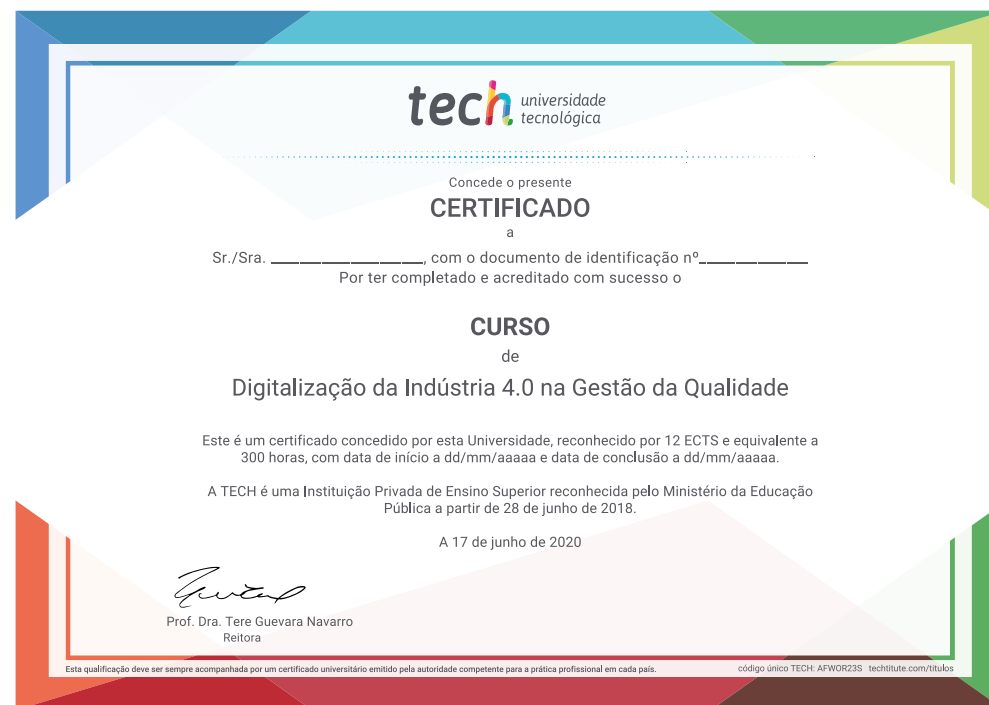 tech universidade
tecnológica
Concede o presente
CERTIFICADO
a
Sr./Sra. ____________________, com o documento de identificação nº______________
Por ter completado e acreditado com sucesso o
CURSO
de
Digitalização da Indústria 4.0 na Gestão da Qualidade
Este é um certificado concedido por esta Universidade, reconhecido por 12 ECTS e equivalente a
300 horas, com data de início a dd/mm/aaaaa e data de conclusão a dd/mm/aaaa.
A TECH é uma Instituição Privada de Ensino Superior reconhecida pelo Ministério da Educação
Pública a partir de 28 de junho de 2018.
A 17 de junho de 2020
Prof. Dra. Tere Guevara Navarro
Reitora
Esta qualificação deve ser sempre acompanhada por um certificado universitário emitido pela autoridade competente para a prática profissional em cada país.
código único TECH: AFWOR23S techtitute.com/titulos